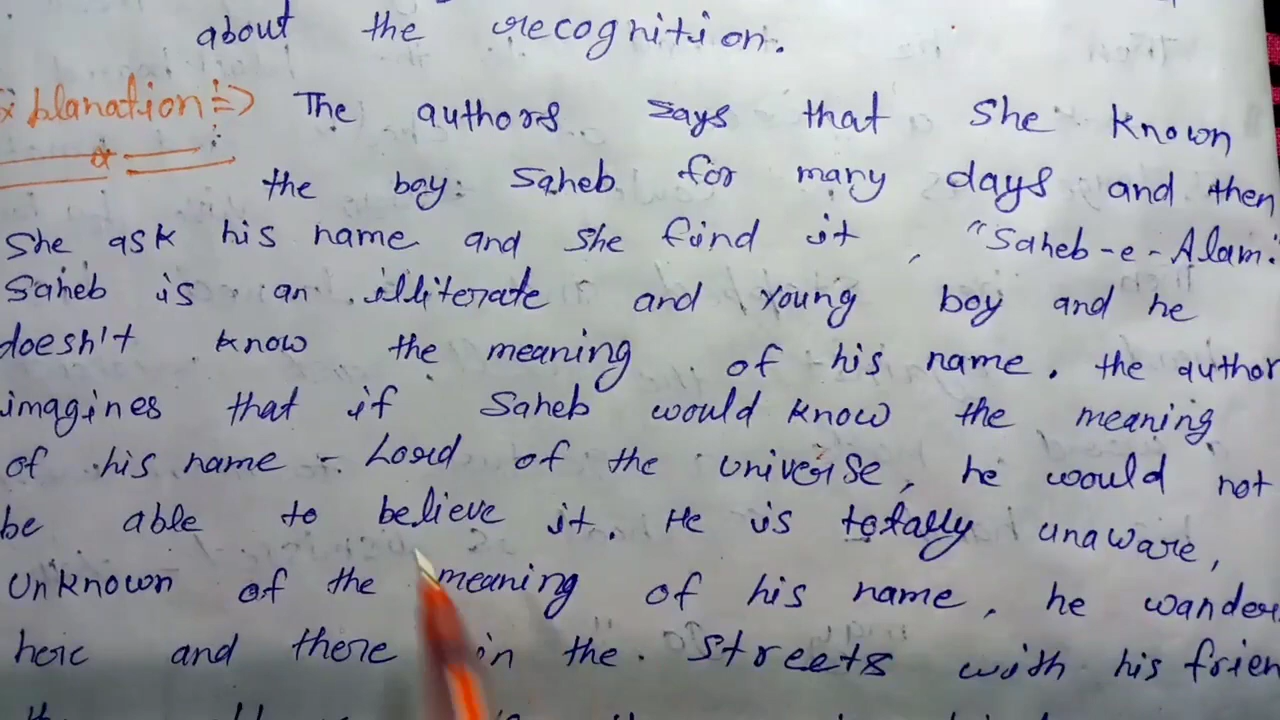 about the recognition.
Explanation:=> The authors says that she known
the boy. Saheb for many days and then
she ask his name and she find it, "Saheb-e-Alam."
Saheb is an illiterate and young boy and he
doesn't know the meaning of his name. the author
imagines that if Saheb would know the meaning
of his name - Lord of the universe, he would not
be able to believe it. He is totally unaware,
unknown of the meaning of his name, he wander
here and there in the streets with his frien